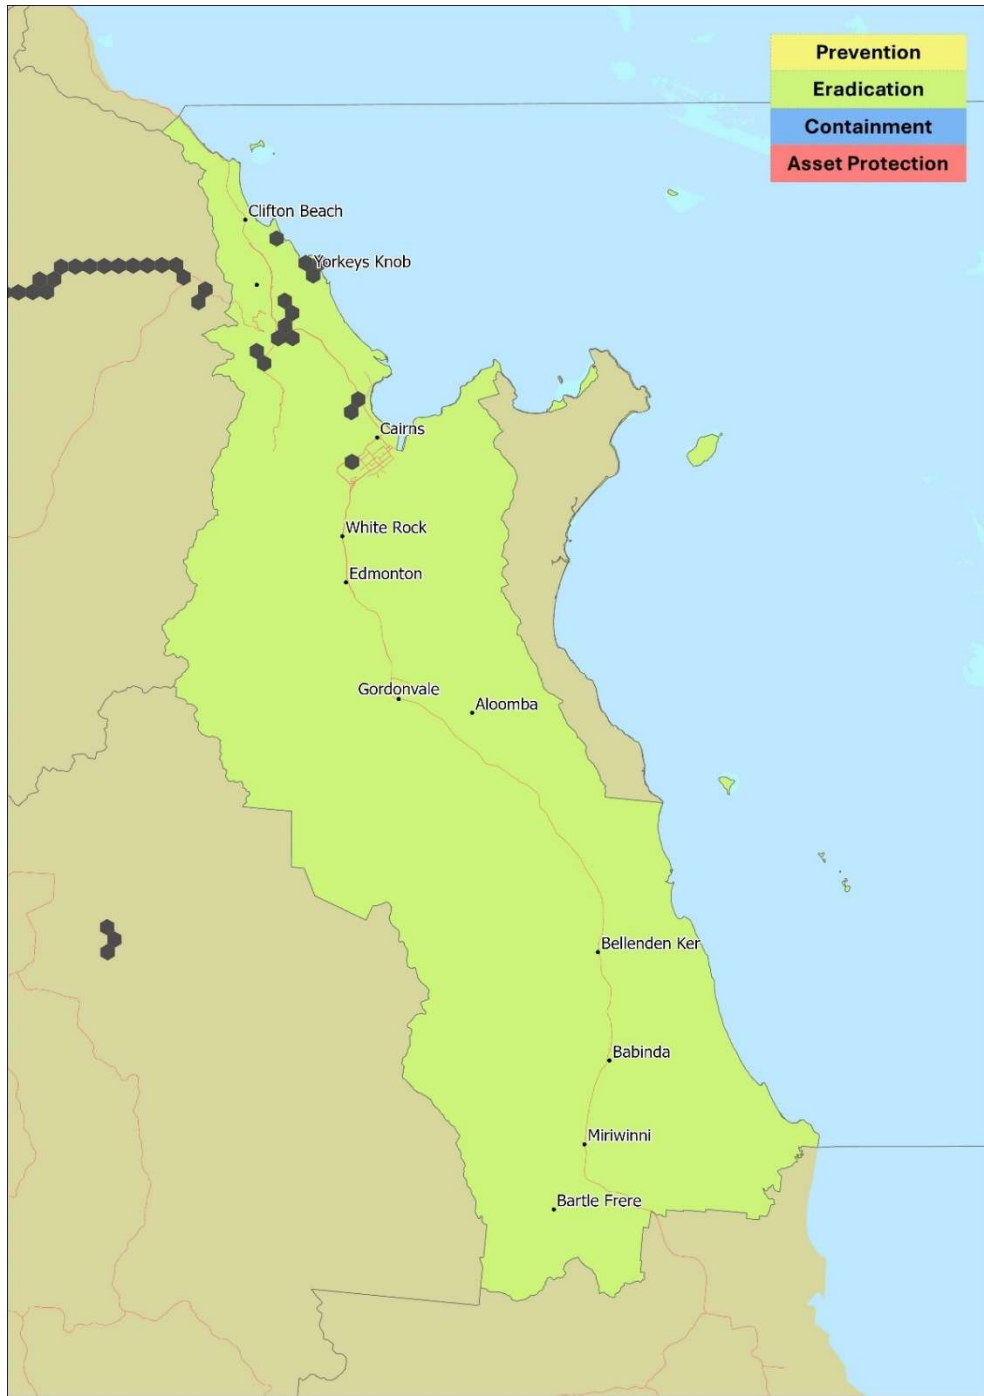 Prevention
Eradication
Containment
Asset Protection
Clifton Beach
Yorkeys Knob
Cairns
White Rock
Edmonton
Gordonvale
Aloomba
Bellenden Ker
Babinda
Miriwinni
Bartle Frere